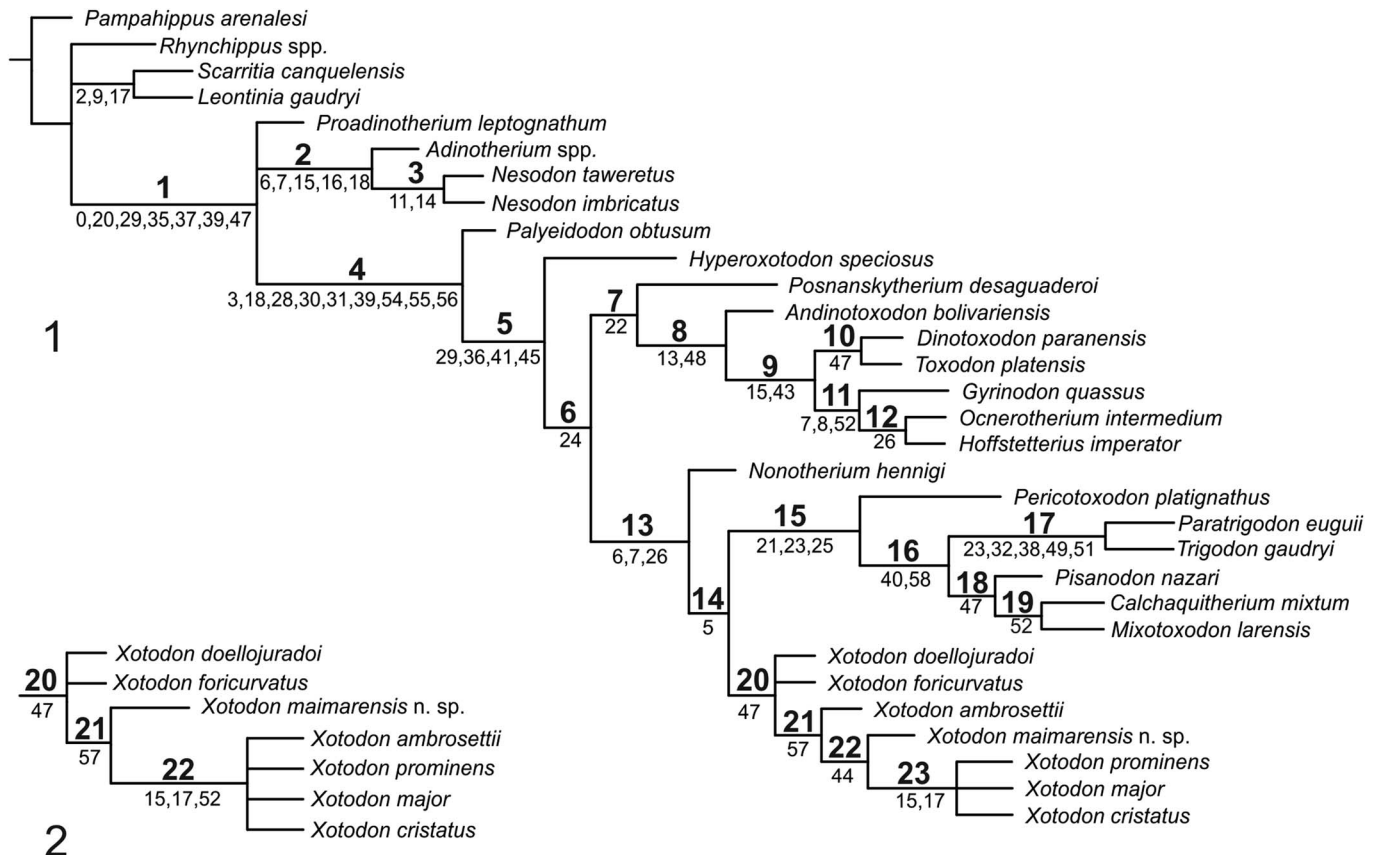 Pampahippus arenalesi
Rhynchippus spp.
Scarritia canquelensis
2,9,17
Leontinia gaudryi
Proadinotherium leptognathum
Adinotherium spp.
2
6,7,15,16,18
3
Nesodon taweretus
11,14
Nesodon imbricatus
1
0,20,29,35,37,39,47
Palyeidodon obtusum
4
3,18,28,30,31,39,54,55,56
Hyperoxotodon speciosus
5
29,36,41,45
1
Posnanskytherium desaguaderoi
7
22
Andinotoxodon bolivariensis
8
13,48
10
Dinotoxodon paranensis
47
Toxodon platensis
9
15,43
11
Gyrinodon quassus
7,8,52
12
Ocnerotherium intermedium
26
Hoffstetterius imperator
6
24
Nonotherium hennigi
13
6,7,26
Pericotoxodon platignathus
15
21,23,25
17
Paratrigodon euguii
23,32,38,49,51
Trigodon gaudryi
16
40,58
18
Pisanodon nazari
47
19
Calchaquitherium mixtum
52
Mixotoxodon larensis
14
5
Xotodon doellojuradoi
20
Xotodon foricurvatus
47
21
Xotodon ambrosettii
57
22
Xotodon maimarensis n. sp.
44
23
Xotodon prominens
15,17
Xotodon major
Xotodon cristatus
Xotodon doellojuradoi
20
Xotodon foricurvatus
47
21
Xotodon maimarensis n. sp.
57
22
Xotodon ambrosettii
15,17,52
Xotodon prominens
Xotodon major
Xotodon cristatus
2